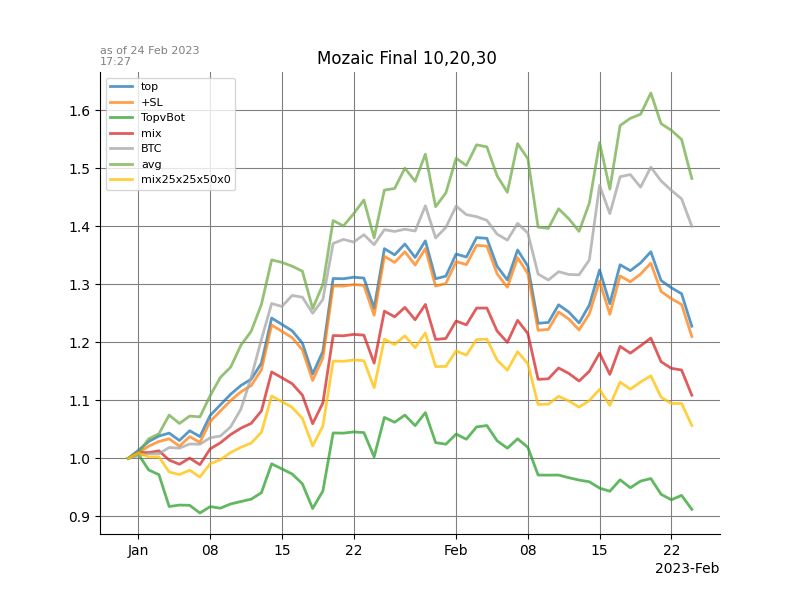 as of 24 Feb 2023
17:27
Mozaic Final 10,20,30
top
+SL
TopvBot
mix
BTC
avg
mix25x25x50x0
1.6
1.5
1.4
1.3
1.2
1.1
1.0
0.9
Jan 08 15 22 Feb 08 15 22
2023-Feb